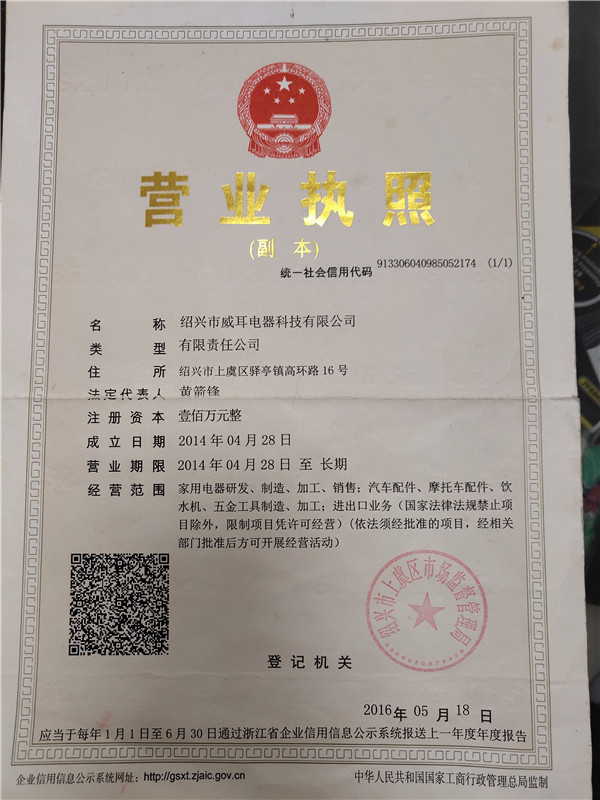 营业执照
(副 本)
统一社会信用代码 913306040985052174 (1/1)
名称 绍兴市威耳电器科技有限公司
类型 有限责任公司
住所 绍兴市上虞区驿亭镇高环路16号
法定代表人 黄箭锋
注册资本 壹佰万元整
成立日期 2014年04月28日
营业期限 2014年04月28日 至 长期
经营范围 家用电器研发、制造、加工、销售;汽车配件、摩托车配件、饮
水机、五金工具制造、加工;进出口业务(国家法律法规禁止项
目除外,限制项目凭许可经营)(依法须经批准的项目,经相关
部门批准后方可开展经营活动)
绍兴市上虞区市场监督管理局
登记机关
2016年 05月 18日
应当于每年1月1日至6月30日通过浙江省企业信用信息公示系统报送上一年度年度报告
企业信用信息公示系统网址:http://gsxt.zjaic.gov.cn
中华人民共和国国家工商行政管理总局监制